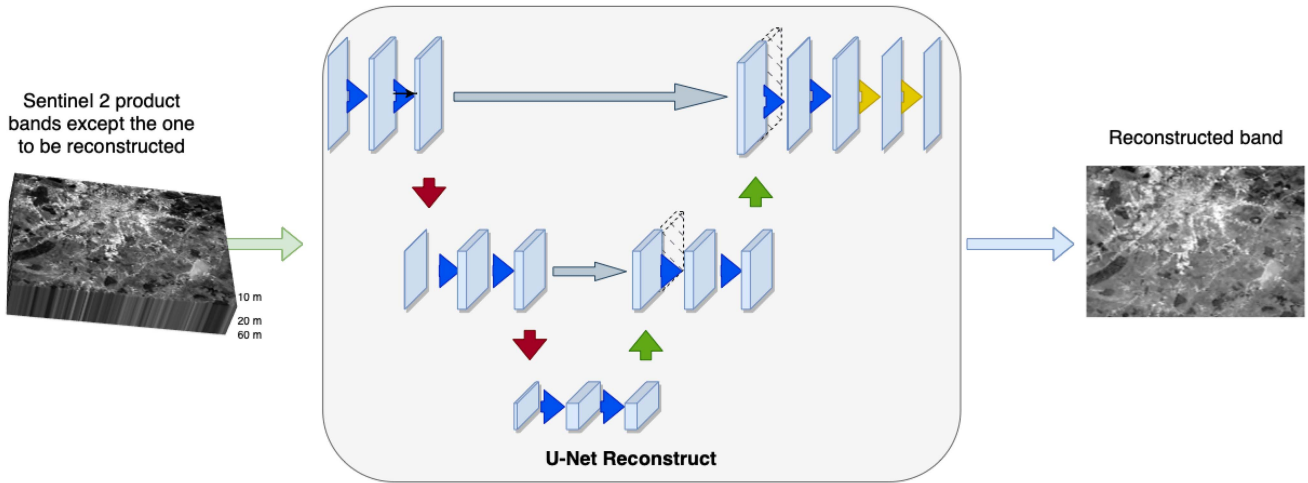 Sentinel 2 product
bands except the one
to be reconstructed
10 m
20 m
60 m
U-Net Reconstruct
Reconstructed band